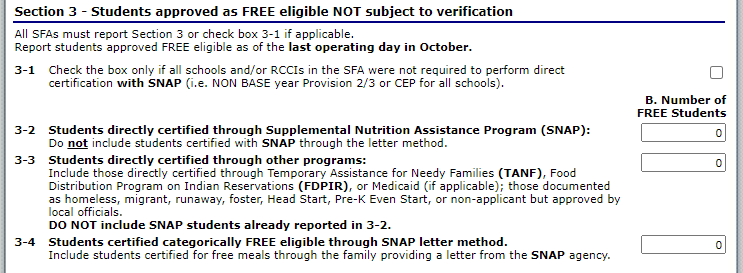 Section 3 - Students approved as FREE eligible NOT subject to verification
All SFAs must report Section 3 or check box 3-1 if applicable.
Report students approved FREE eligible as of the last operating day in October.
3-1 Check the box only if all schools and/or RCCIs in the SFA were not required to perform direct
certification with SNAP (i.e. NON BASE year Provision 2/3 or CEP for all schools).
B. Number of
FREE Students
3-2 Students directly certified through Supplemental Nutrition Assistance Program (SNAP): 0
Do not include students certified with SNAP through the letter method.
3-3 Students directly certified through other programs: 0
Include those directly certified through Temporary Assistance for Needy Families (TANF), Food
Distribution Program on Indian Reservations (FDPIR), or Medicaid (if applicable); those documented
as homeless, migrant, runaway, foster, Head Start, Pre-K Even Start, or non-applicant but approved by
local officials.
DO NOT include SNAP students already reported in 3-2.
3-4 Students certified categorically FREE eligible through SNAP letter method. 0
Include students certified for free meals through the family providing a letter from the SNAP agency.